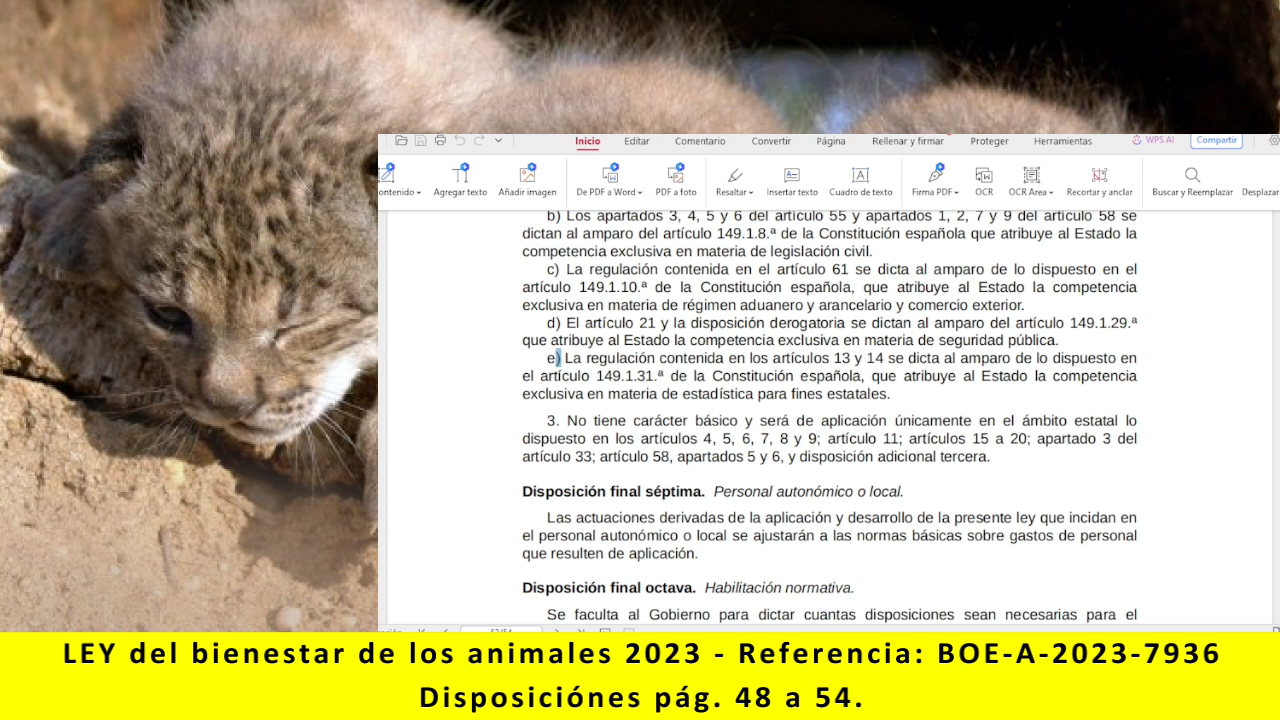 Inicio Editar Comentario Convertir Página Rellenar y firmar Proteger Herramientas WPS AI Compartir
ontenido Agregar texto Añadir imagen De PDF a Word PDF a foto Resaltar Insertar texto Cuadro de texto Firma PDF OCR OCR Area Recortar y anclar Buscar y Reemplazar Desplazar
b) Los apartados 3, 4, 5 y 6 del artículo 55 y apartados 1, 2, 7 y 9 del artículo 58 se
dictan al amparo del artículo 149.1.8.ª de la Constitución española que atribuye al Estado la
competencia exclusiva en materia de legislación civil.
c) La regulación contenida en el artículo 61 se dicta al amparo de lo dispuesto en el
artículo 149.1.10.ª de la Constitución española, que atribuye al Estado la competencia
exclusiva en materia de régimen aduanero y arancelario y comercio exterior.
d) El artículo 21 y la disposición derogatoria se dictan al amparo del artículo 149.1.29.ª
que atribuye al Estado la competencia exclusiva en materia de seguridad pública.
e) La regulación contenida en los artículos 13 y 14 se dicta al amparo de lo dispuesto en
el artículo 149.1.31.ª de la Constitución española, que atribuye al Estado la competencia
exclusiva en materia de estadística para fines estatales.
3. No tiene carácter básico y será de aplicación únicamente en el ámbito estatal lo
dispuesto en los artículos 4, 5, 6, 7, 8 y 9; artículo 11; artículos 15 a 20; apartado 3 del
artículo 33; artículo 58, apartados 5 y 6, y disposición adicional tercera.
Disposición final séptima. Personal autonómico o local.
Las actuaciones derivadas de la aplicación y desarrollo de la presente ley que incidan en
el personal autonómico o local se ajustarán a las normas básicas sobre gastos de personal
que resulten de aplicación.
Disposición final octava. Habilitación normativa.
Se faculta al Gobierno para dictar cuantas disposiciones sean necesarias para el
LEY del bienestar de los animales 2023 - Referencia: BOE-A-2023-7936
Disposiciónes pág. 48 a 54.